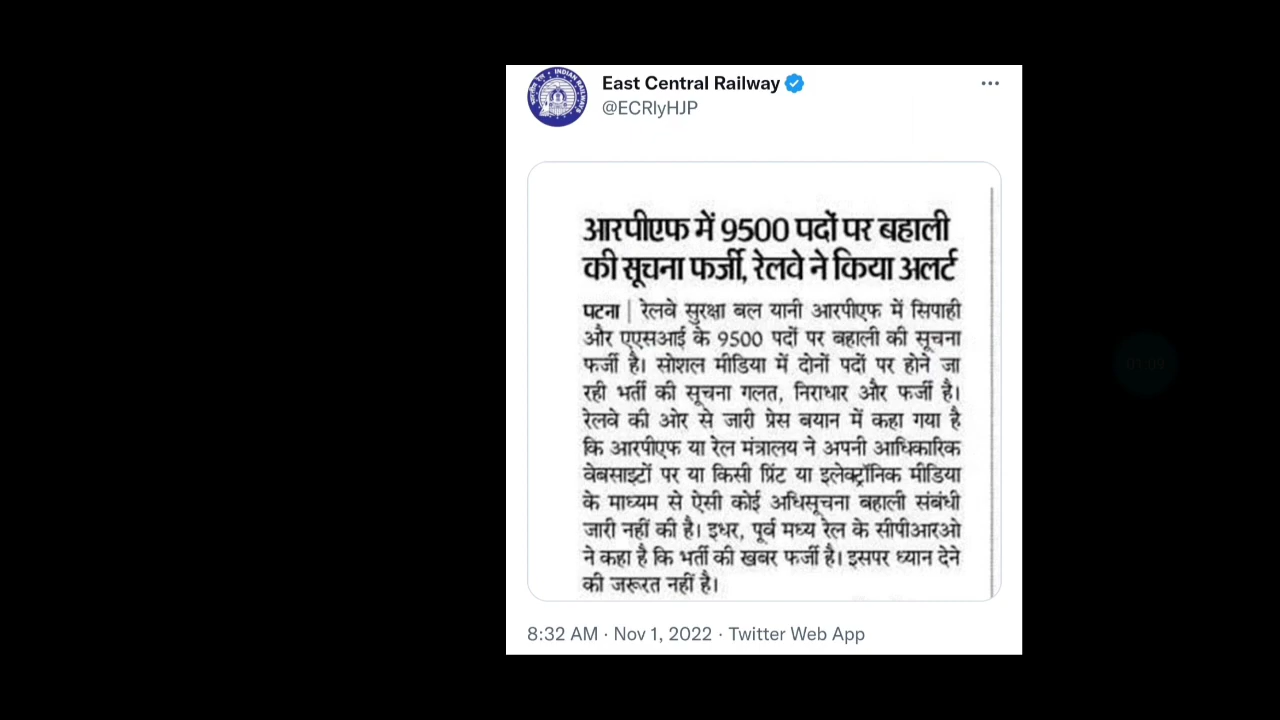 East Central Railway
@ECRlyHJP
आरपीएफ में 9500 पदों पर बहाली
की सूचना फर्जी, रेलवे ने किया अलर्ट
पटना | रेलवे सुरक्षा बल यानी आरपीएफ में सिपाही
और एएसआई के 9500 पदों पर बहाली की सूचना
फर्जी है। सोशल मीडिया में दोनों पदों पर होने जा
रही भर्ती की सूचना गलत, निराधार और फर्जी है।
रेलवे की ओर से जारी प्रेस बयान में कहा गया है
कि आरपीएफ या रेल मंत्रालय ने अपनी आधिकारिक
वेबसाइटों पर या किसी प्रिंट या इलेक्ट्रॉनिक मीडिया
के माध्यम से ऐसी कोई अधिसूचना बहाली संबंधी
जारी नहीं की है। इधर, पूर्व मध्य रेल के सीपीआरओ
ने कहा है कि भर्ती की खबर फर्जी है। इसपर ध्यान देने
की जरूरत नहीं है।
8:32 AM · Nov 1, 2022 · Twitter Web App